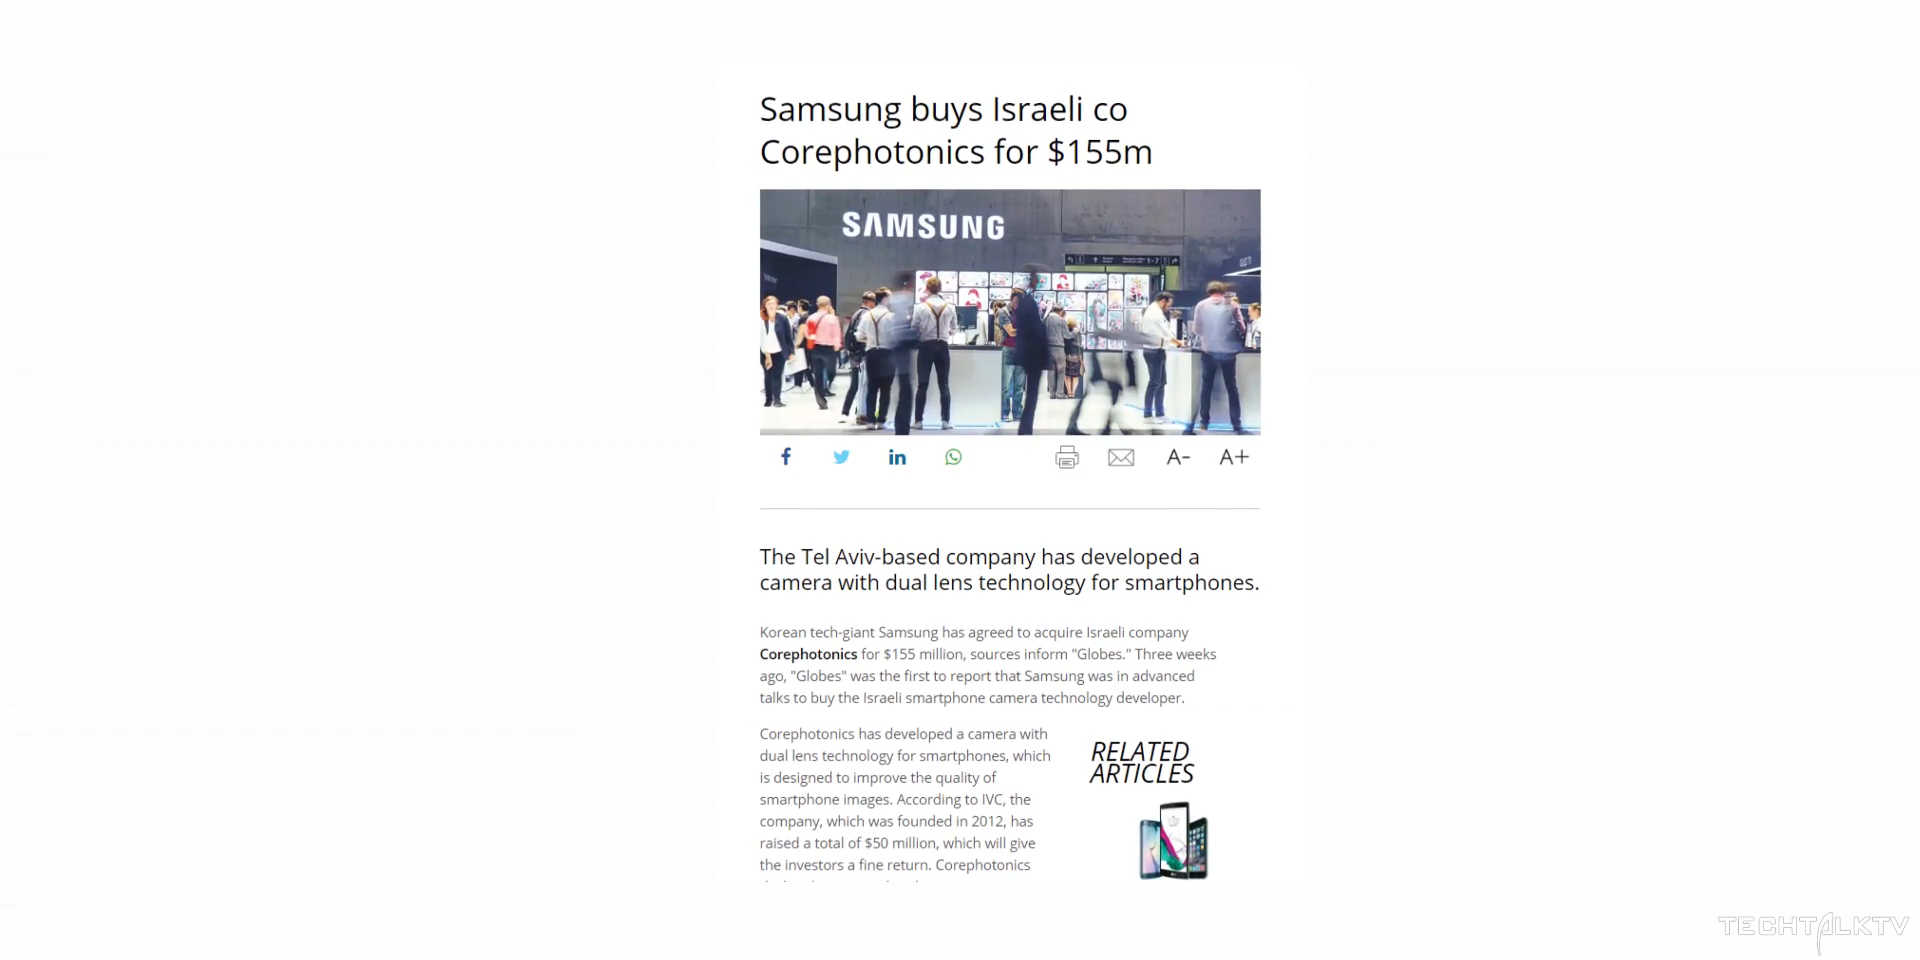 Samsung buys Israeli co
Corephotonics for $155m
SAMSUNG
A-
A+
The Tel Aviv-based company has developed a
camera with dual lens technology for smartphones.
Korean tech-giant Samsung has agreed to acquire Israeli company
Corephotonics for $155 million, sources inform "Globes." Three weeks
ago, "Globes" was the first to report that Samsung was in advanced
talks to buy the Israeli smartphone camera technology developer.
Corephotonics has developed a camera with
dual lens technology for smartphones, which
is designed to improve the quality of
smartphone images. According to IVC, the
company, which was founded in 2012, has
raised a total of $50 million, which will give
the investors a fine return. Corephotonics
RELATED
ARTICLES
TECHTALKTV